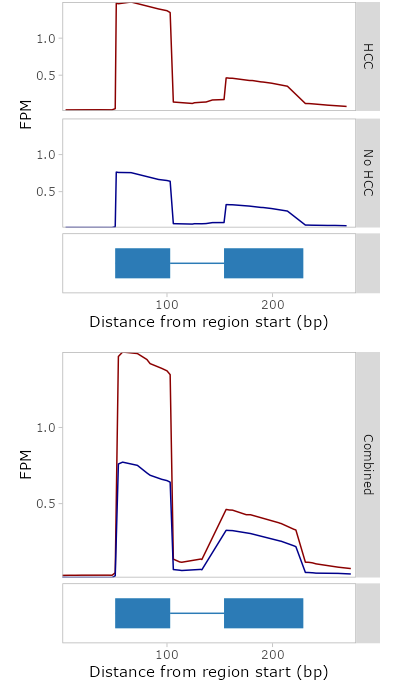 1.0
0.5
HCC
FPM
1.0
0.5
No HCC
100 200
Distance from region start (bp)
1.0
0.5
FPM
Combined
100 200
Distance from region start (bp)